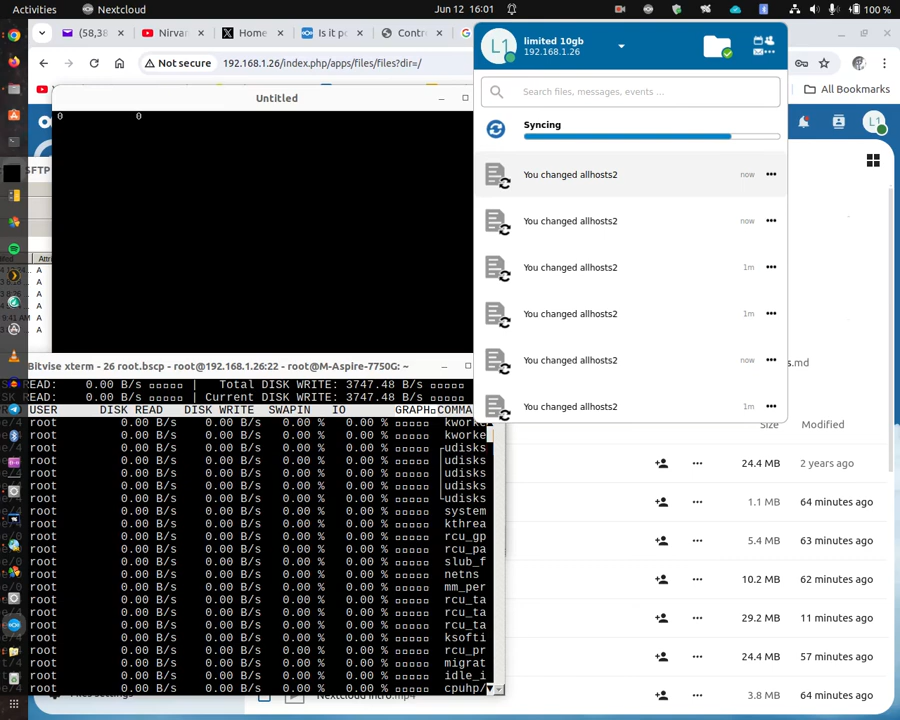 Activities
Nextcloud
Jun 12 16:01
100 %
(58,38
Nirvan
Home
Is it po
Contr
Not secure
192.168.1.26/index.php/apps/files/files?dir=/
All Bookmarks
Untitled
0 0
SFTP
Attri
A
A
A
9:41 AM A
A
L1
limited 10gb
192.168.1.26
Search files, messages, events ...
Syncing
You changed allhosts2 now
You changed allhosts2 now
You changed allhosts2 1m
You changed allhosts2 1m
You changed allhosts2 now
You changed allhosts2 1m
L1
s.md
Size Modified
24.4 MB 2 years ago
1.1 MB 64 minutes ago
5.4 MB 63 minutes ago
10.2 MB 62 minutes ago
29.2 MB 11 minutes ago
24.4 MB 57 minutes ago
Nextcloud intro.mp4 3.8 MB 64 minutes ago
Bitvise xterm - 26 root.bscp - root@192.168.1.26:22 - root@M-Aspire-7750G: ~
READ: 0.00 B/s | Total DISK WRITE: 3747.48 B/s
READ: 0.00 B/s | Current DISK WRITE: 3747.48 B/s
USER DISK READ DISK WRITE SWAPIN IO GRAPH COMMA
root 0.00 B/s 0.00 B/s 0.00 % 0.00 % kworke
root 0.00 B/s 0.00 B/s 0.00 % 0.00 % kworke
root 0.00 B/s 0.00 B/s 0.00 % 0.00 % udisks
root 0.00 B/s 0.00 B/s 0.00 % 0.00 % udisks
root 0.00 B/s 0.00 B/s 0.00 % 0.00 % udisks
root 0.00 B/s 0.00 B/s 0.00 % 0.00 % udisks
root 0.00 B/s 0.00 B/s 0.00 % 0.00 % udisks
root 0.00 B/s 0.00 B/s 0.00 % 0.00 % system
root 0.00 B/s 0.00 B/s 0.00 % 0.00 % kthrea
root 0.00 B/s 0.00 B/s 0.00 % 0.00 % rcu_gp
root 0.00 B/s 0.00 B/s 0.00 % 0.00 % rcu_pa
root 0.00 B/s 0.00 B/s 0.00 % 0.00 % slub_f
root 0.00 B/s 0.00 B/s 0.00 % 0.00 % netns
root 0.00 B/s 0.00 B/s 0.00 % 0.00 % mm_per
root 0.00 B/s 0.00 B/s 0.00 % 0.00 % rcu_ta
root 0.00 B/s 0.00 B/s 0.00 % 0.00 % rcu_ta
root 0.00 B/s 0.00 B/s 0.00 % 0.00 % rcu_ta
root 0.00 B/s 0.00 B/s 0.00 % 0.00 % ksofti
root 0.00 B/s 0.00 B/s 0.00 % 0.00 % rcu_pr
root 0.00 B/s 0.00 B/s 0.00 % 0.00 % migrat
root 0.00 B/s 0.00 B/s 0.00 % 0.00 % idle_i
root 0.00 B/s 0.00 B/s 0.00 % 0.00 % cpuhp/